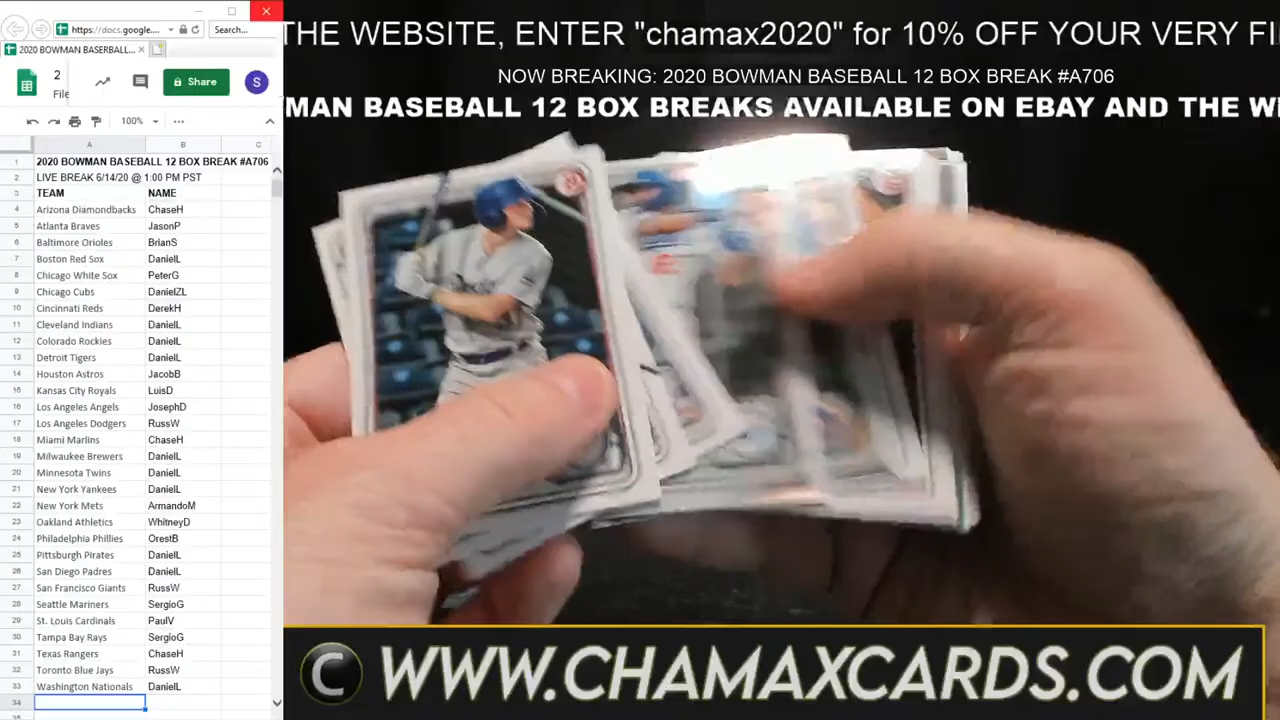 https://docs.google....
Search...
2020 BOWMAN BASEBALL...
2
File
Share
S
100%
A
B
C
1 2020 BOWMAN BASEBALL 12 BOX BREAK #A706
2 LIVE BREAK 6/14/20 @ 1:00 PM PST
3 TEAM NAME
4 Arizona Diamondbacks ChaseH
5 Atlanta Braves JasonP
6 Baltimore Orioles BrianS
7 Boston Red Sox DanielL
8 Chicago White Sox PeterG
9 Chicago Cubs DanielZL
10 Cincinnati Reds DerekH
11 Cleveland Indians DanielL
12 Colorado Rockies DanielL
13 Detroit Tigers DanielL
14 Houston Astros JacobB
15 Kansas City Royals LuisD
16 Los Angeles Angels JosephD
17 Los Angeles Dodgers RussW
18 Miami Marlins ChaseH
19 Milwaukee Brewers DanielL
20 Minnesota Twins DanielL
21 New York Yankees DanielL
22 New York Mets ArmandoM
23 Oakland Athletics WhitneyD
24 Philadelphia Phillies OrestB
25 Pittsburgh Pirates DanielL
26 San Diego Padres DanielL
27 San Francisco Giants RussW
28 Seattle Mariners SergioG
29 St. Louis Cardinals PaulV
30 Tampa Bay Rays SergioG
31 Texas Rangers ChaseH
32 Toronto Blue Jays RussW
33 Washington Nationals DanielL
34
THE WEBSITE, ENTER "chamax2020" for 10% OFF YOUR VERY FI
NOW BREAKING: 2020 BOWMAN BASEBALL 12 BOX BREAK #A706
MAN BASEBALL 12 BOX BREAKS AVAILABLE ON EBAY AND THE WE
C WWW.CHAMAXCARDS.COM